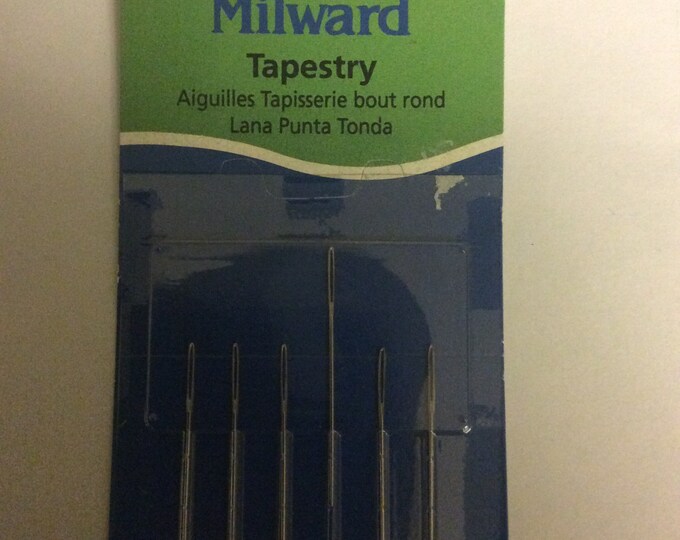 Milward
Tapestry
Aiguilles Tapisserie bout rond
Lana Punta Tonda